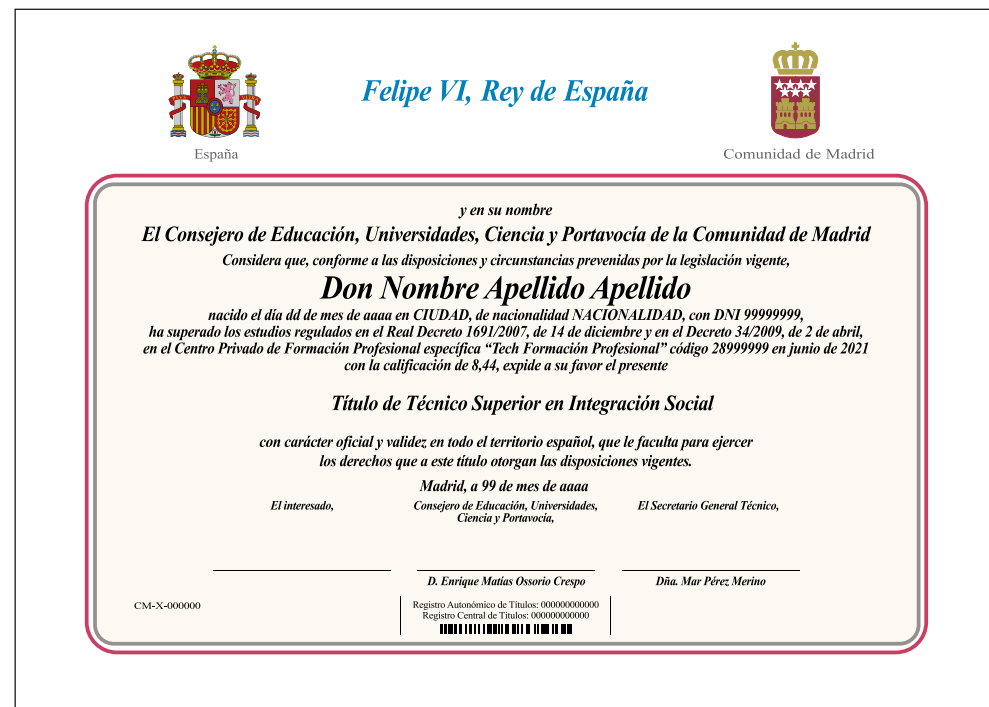 Felipe VI, Rey de España
España
Comunidad de Madrid
y en su nombre
El Consejero de Educación, Universidades, Ciencia y Portavocía de la Comunidad de Madrid
Considera que, conforme a las disposiciones y circunstancias prevenidas por la legislación vigente,
Don Nombre Apellido Apellido
nacido el día dd de mes de aaaa en CIUDAD, de nacionalidad NACIONALIDAD, con DNI 99999999,
ha superado los estudios regulados en el Real Decreto 1691/2007, de 14 de diciembre y en el Decreto 34/2009, de 2 de abril,
en el Centro Privado de Formación Profesional específica “Tech Formación Profesional” código 28999999 en junio de 2021
con la calificación de 8,44, expide a su favor el presente
Título de Técnico Superior en Integración Social
con carácter oficial y validez en todo el territorio español, que le faculta para ejercer
los derechos que a este título otorgan las disposiciones vigentes.
Madrid, a 99 de mes de aaaa
El interesado,
Consejero de Educación, Universidades,
Ciencia y Portavocía,
El Secretario General Técnico,
D. Enrique Matías Ossorio Crespo
Dña. Mar Pérez Merino
CM-X-000000
Registro Autonómico de Títulos: 000000000000
Registro Central de Títulos: 000000000000